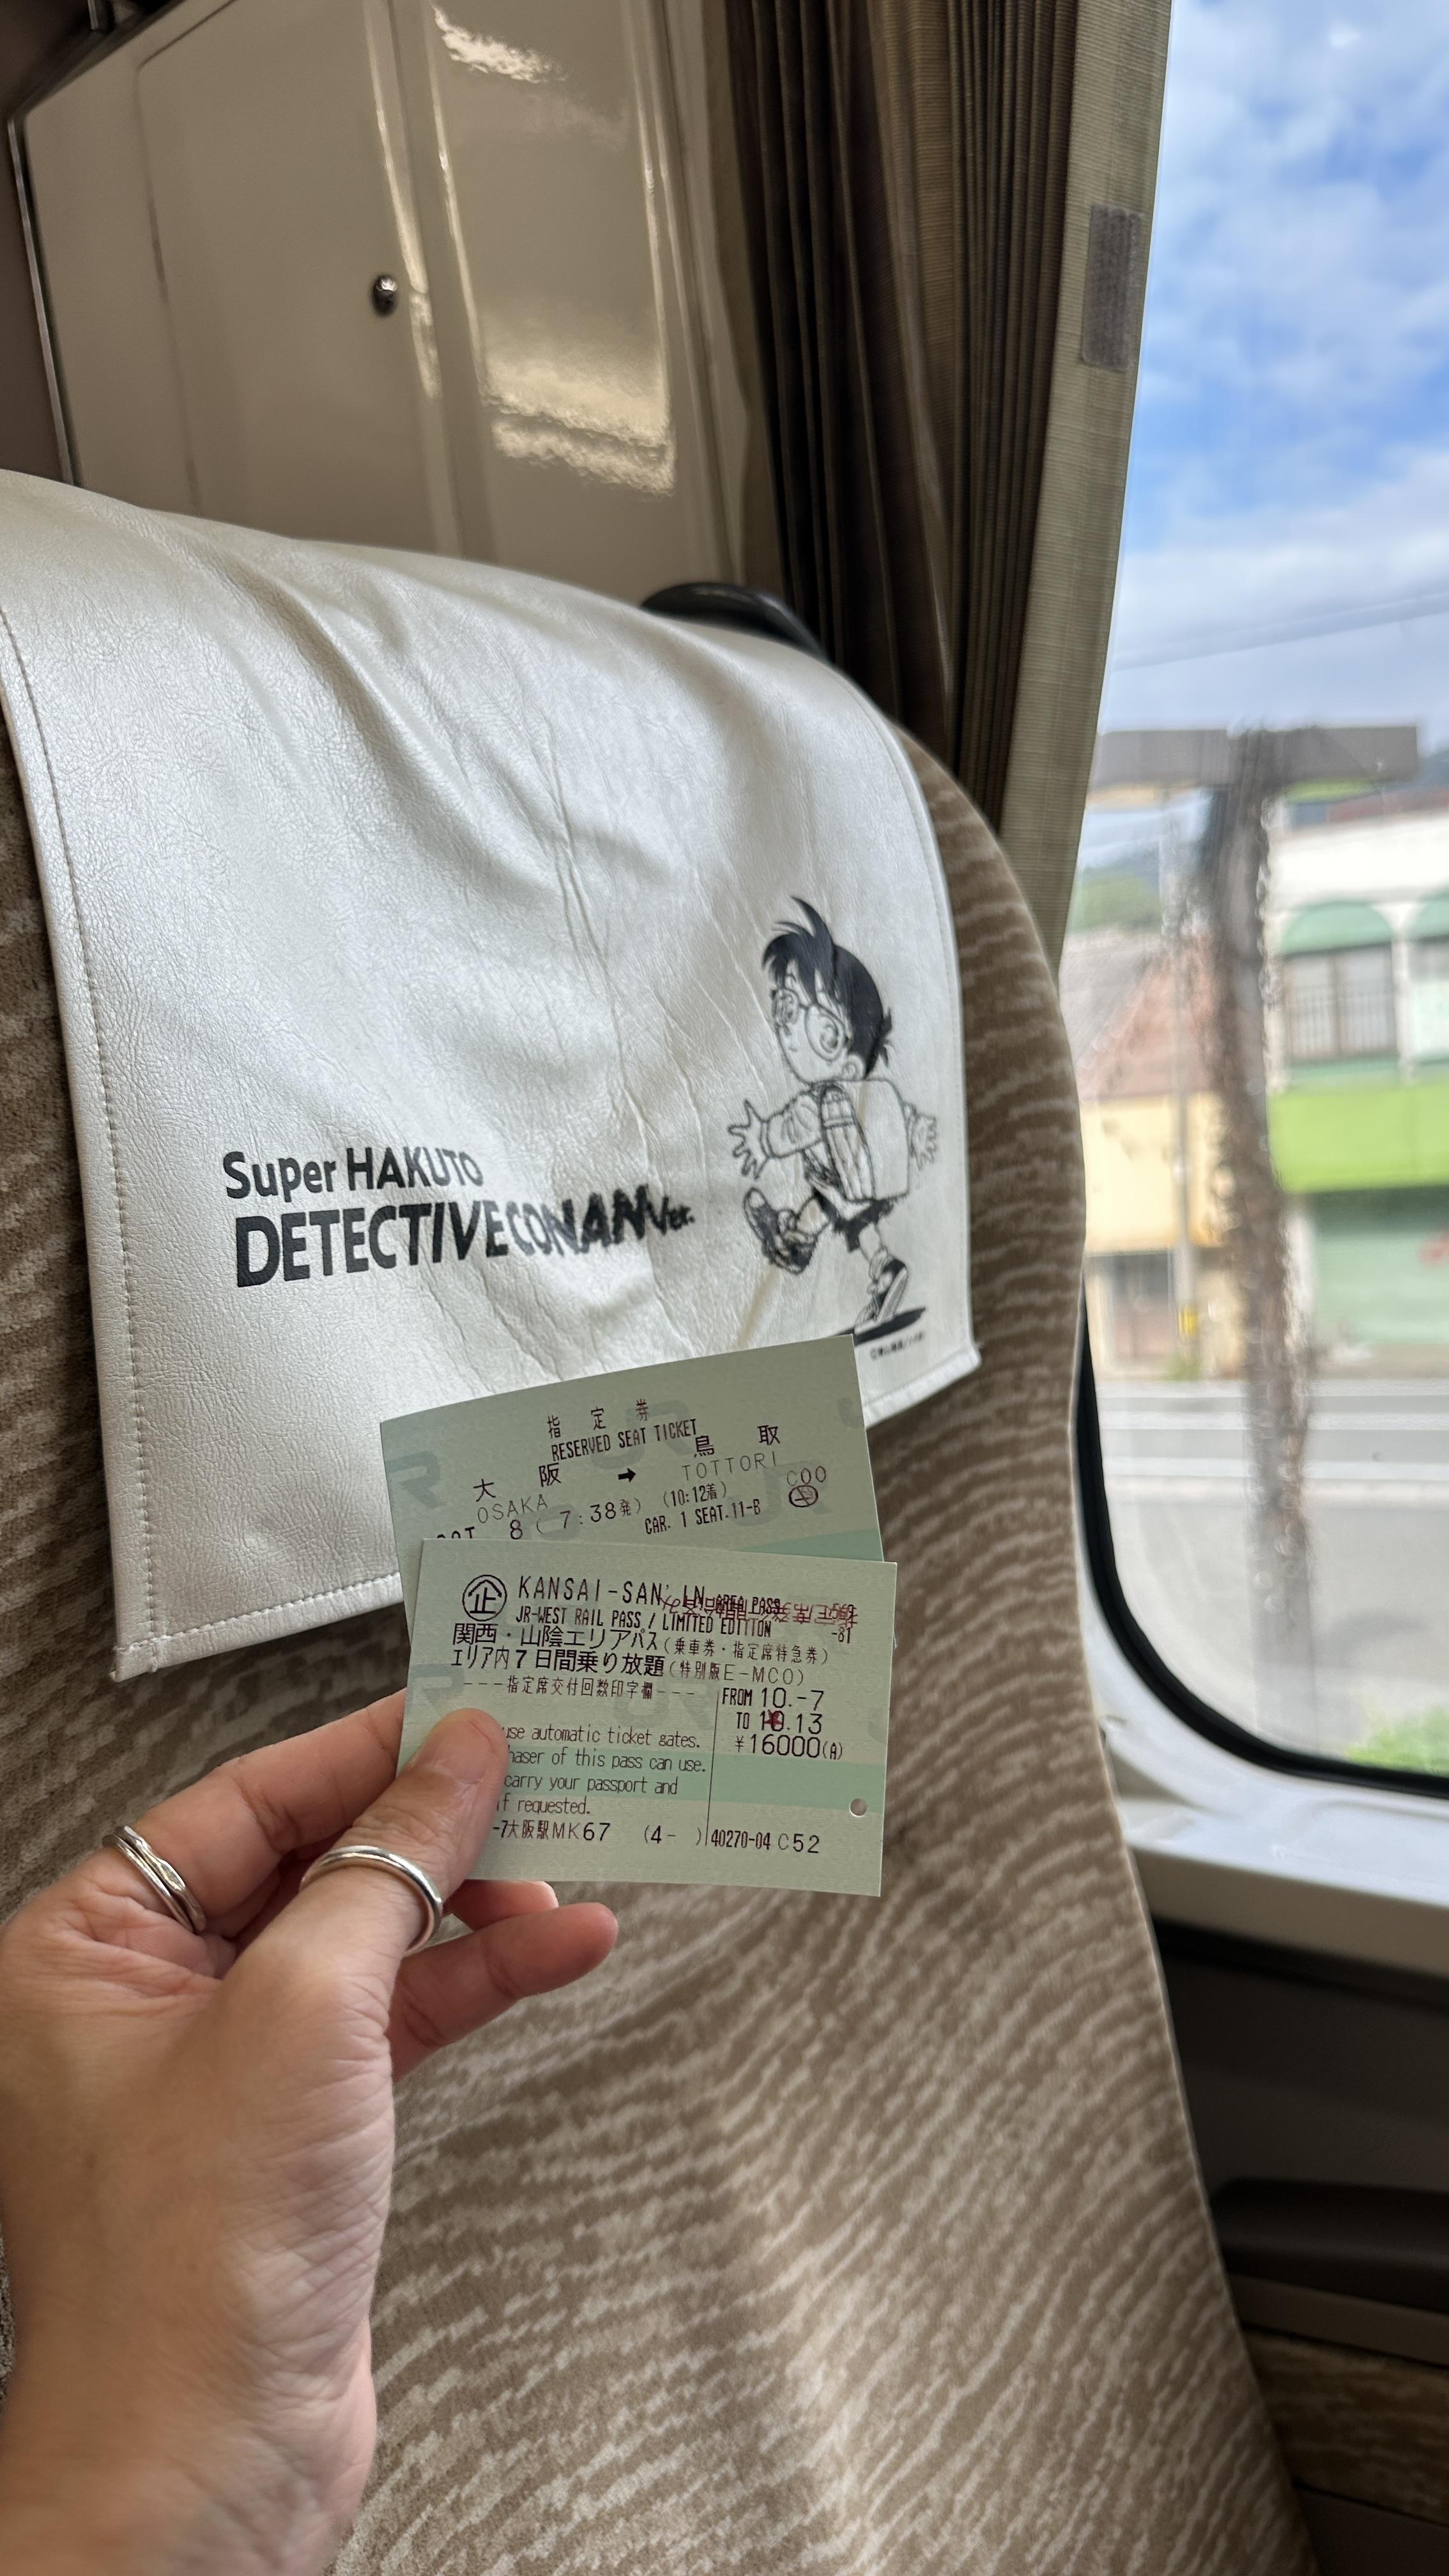 Super HAKUTO
DETECTIVE CONAN Ver.
指定券
RESERVED SEAT TICKET
大阪 → 鳥取
OSAKA TOTTORI
8 ( 7:38発) (10:12着) C00
CAR. 1 SEAT.11-B
企 KANSAI-SAN'IN AREA PASS
JR-WEST RAIL PASS / LIMITED EDITION -81
関西・山陰エリアパス(乗車券・指定席特急券)
エリア内7日間乗り放題(特別版E-MCO)
---指定席交付回数印字欄---
FROM 10.-7
TO 10.13
¥16000(A)
use automatic ticket gates.
haser of this pass can use.
carry your passport and
if requested.
-7大阪駅MK67 (4- ) 40270-04 C52